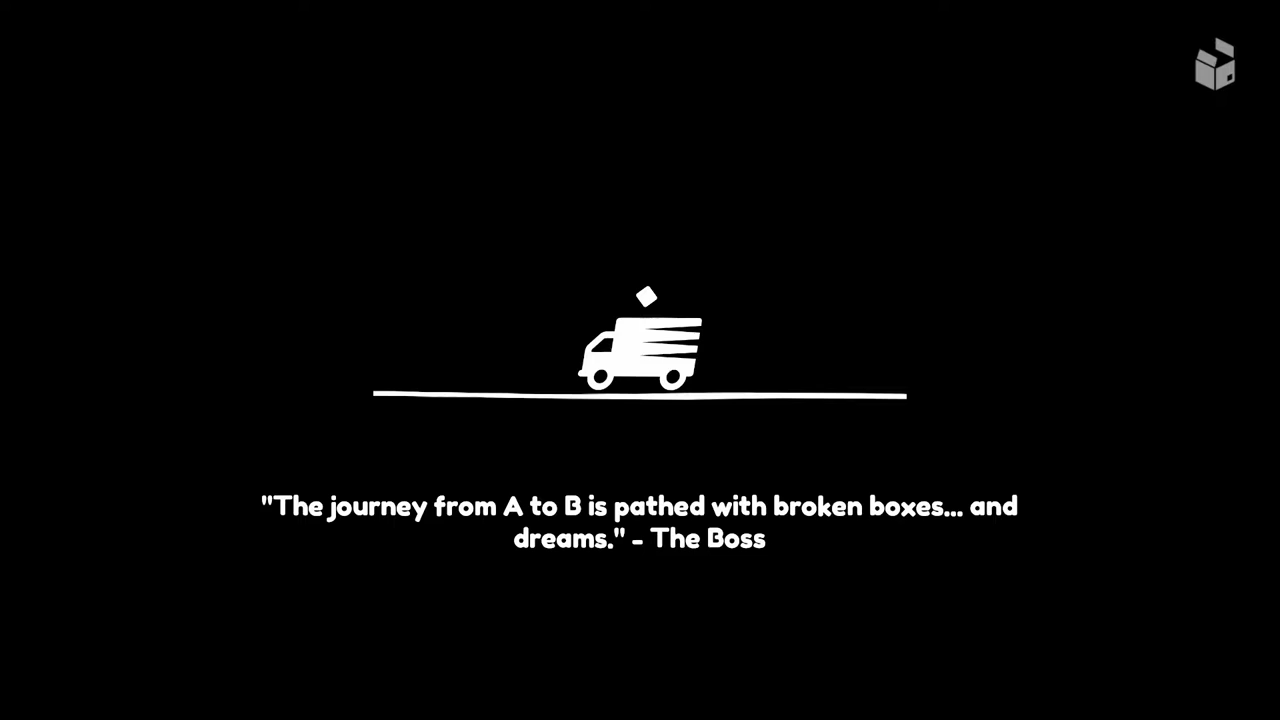 "The journey from A to B is pathed with broken boxes... and
dreams." - The Boss